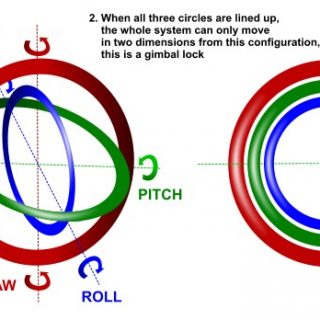 2. When all three circles are lined up,
the whole system can only move
in two dimensions from this configuration,
this is a gimbal lock
PITCH
AW
ROLL